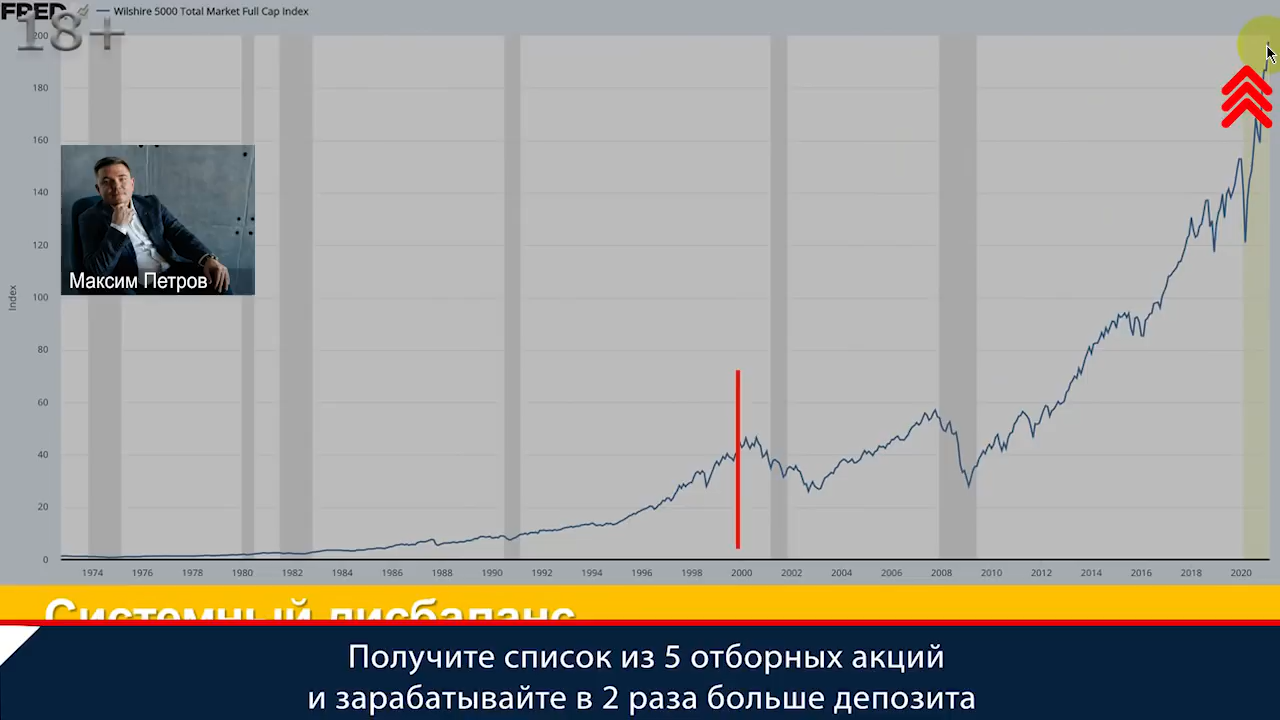 FRED
— Wilshire 5000 Total Market Full Cap Index
18+
200
180
160
140
120
100
80
60
40
20
0
Index
Максим Петров
1974 1976 1978 1980 1982 1984 1986 1988 1990 1992 1994 1996 1998 2000 2002 2004 2006 2008 2010 2012 2014 2016 2018 2020
Системный дисбаланс
Получите список из 5 отборных акций
и зарабатывайте в 2 раза больше депозита